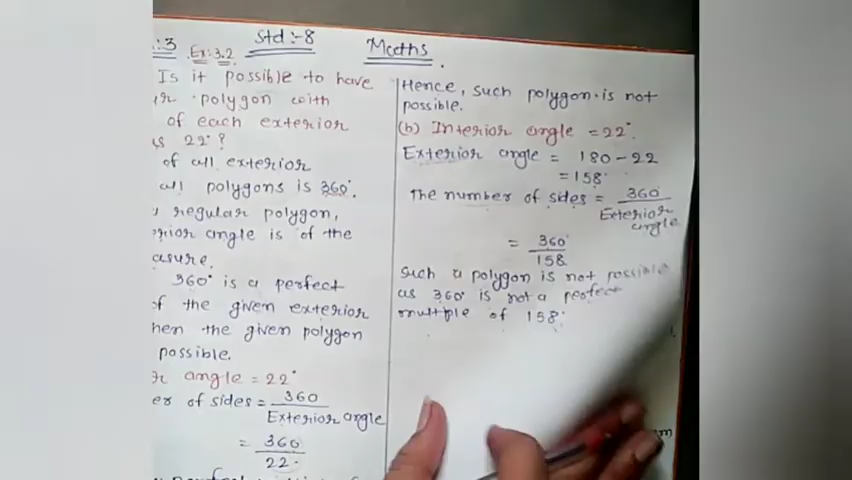 :3 Ex:3.2 Std :- 8 Maths
Is it possible to have
polygon with
of each exterior
as 22°?
of all exterior
all polygons is 360°.
regular polygon,
angle is of the
360° is a perfect
of the given exterior
then the given polygon
possible.
angle = 22°
of sides = 360
Exterior angle
= 360
22
Hence, such polygon is not
possible.
(b) Interior angle = 22°.
Exterior angle = 180 - 22
= 158°
The number of sides = 360
Exterior
angle
= 360°
158
Such a polygon is not possible
as 360° is not a perfect
multiple of 158°